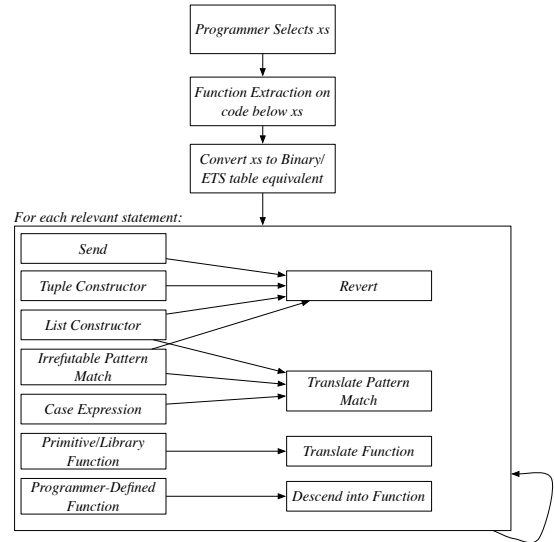 Programmer Selects xs
Function Extraction on
code below xs
Convert xs to Binary/
ETS table equivalent
For each relevant statement:
Send
Tuple Constructor
Revert
List Constructor
Irrefutable Pattern
Match
Translate Pattern
Match
Case Expression
Primitive/Library
Function
Translate Function
Programmer-Defined
Function
Descend into Function